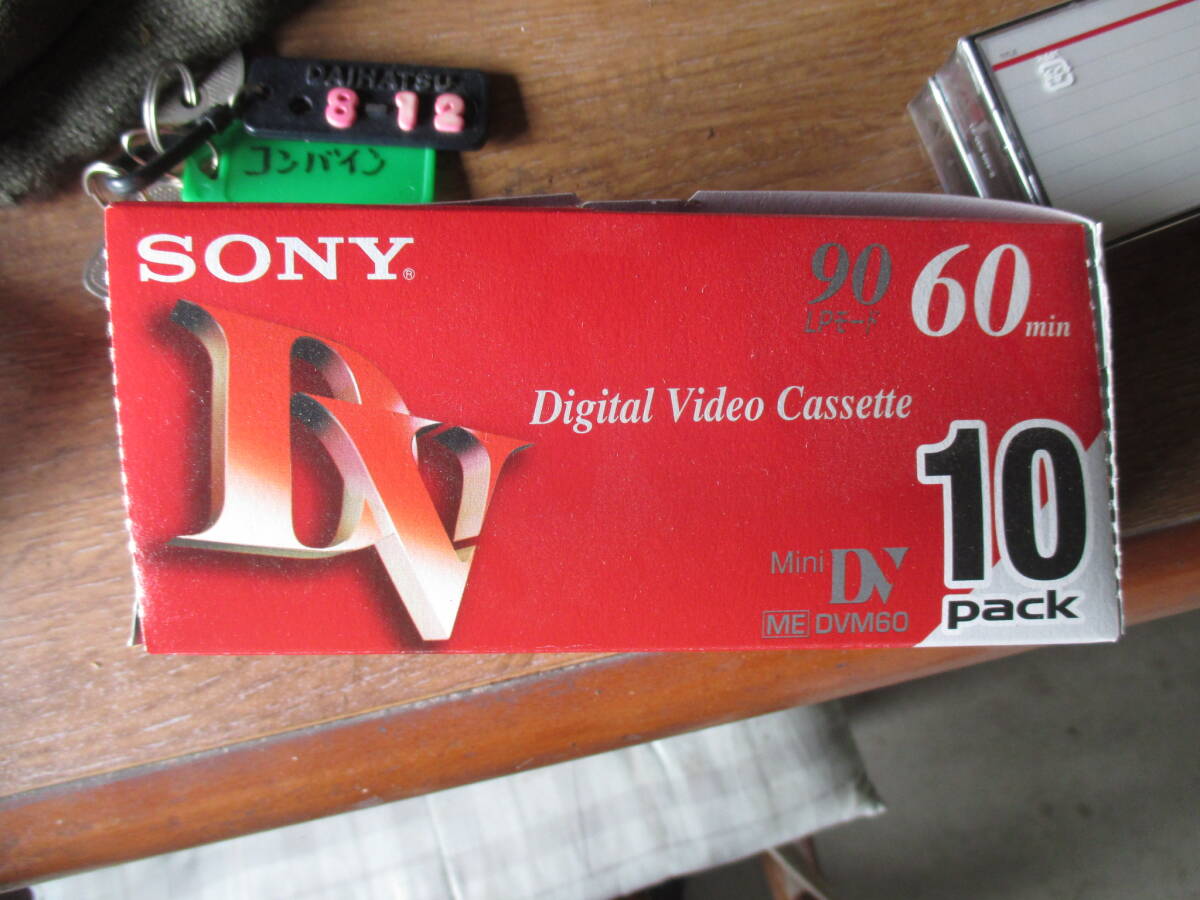 DAIHATSU
8-12
コンバイン
SONY®
90
LPモード
60min
DV
Digital Video Cassette
10
pack
Mini DV
ME DVM60